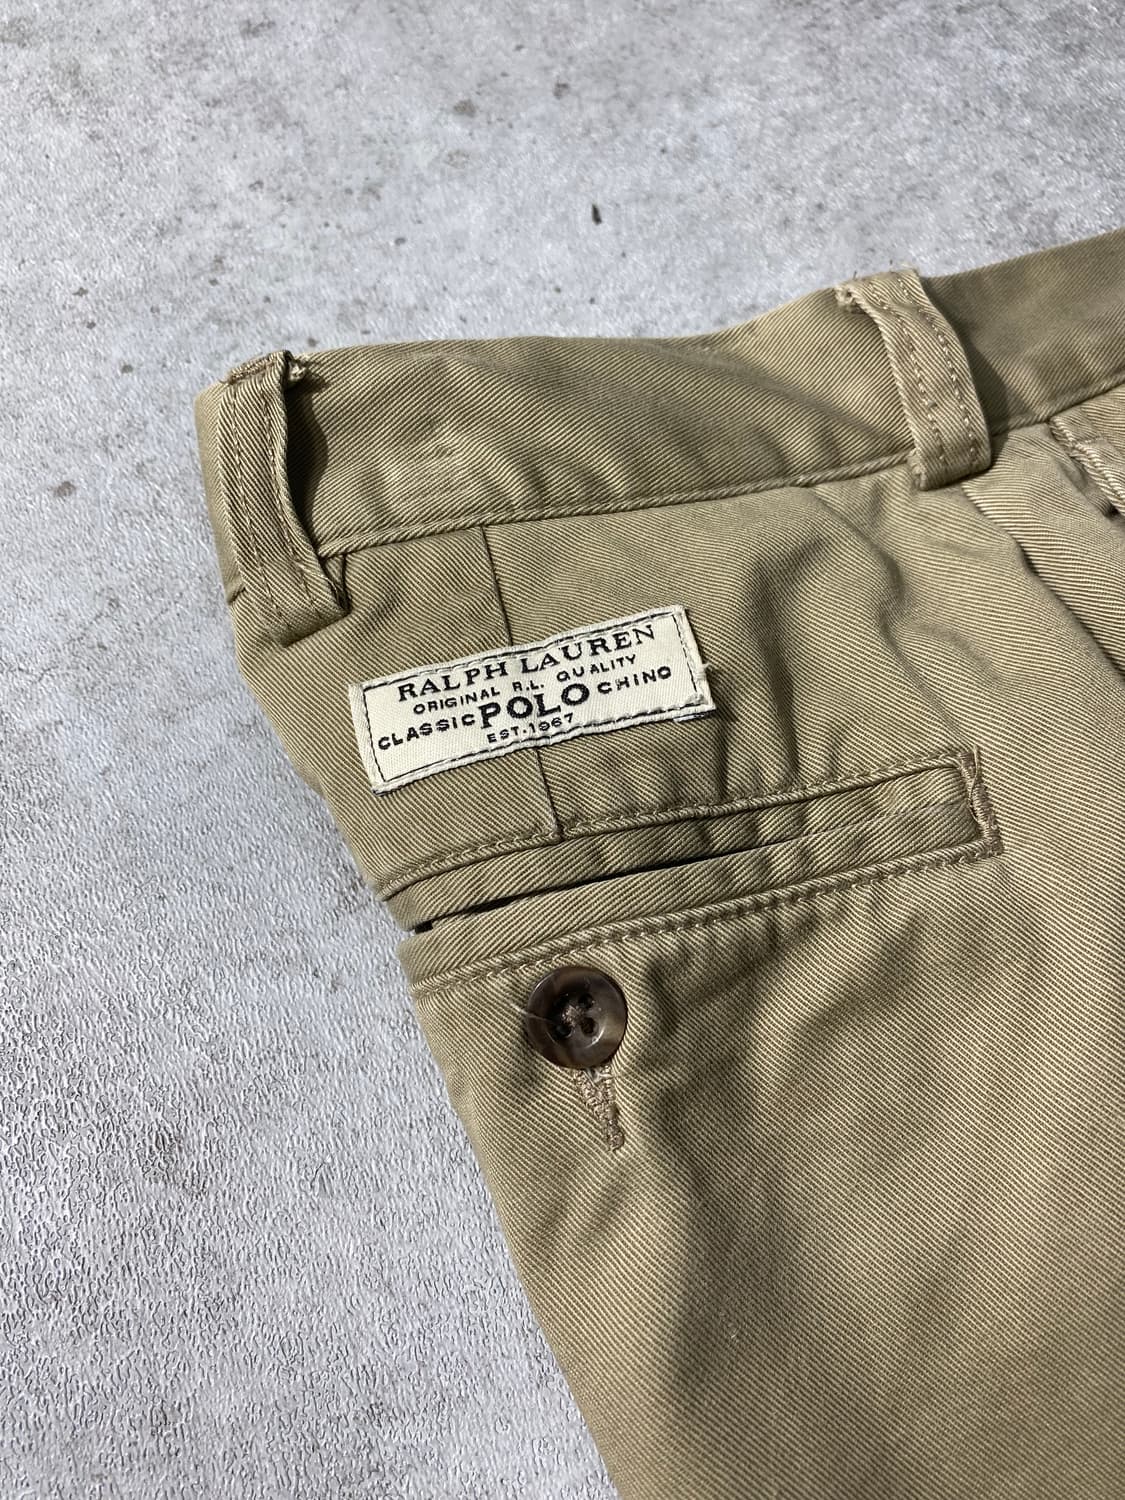 RALPH LAUREN
ORIGINAL R.L. QUALITY
CLASSIC POLO CHINO
EST. 1967